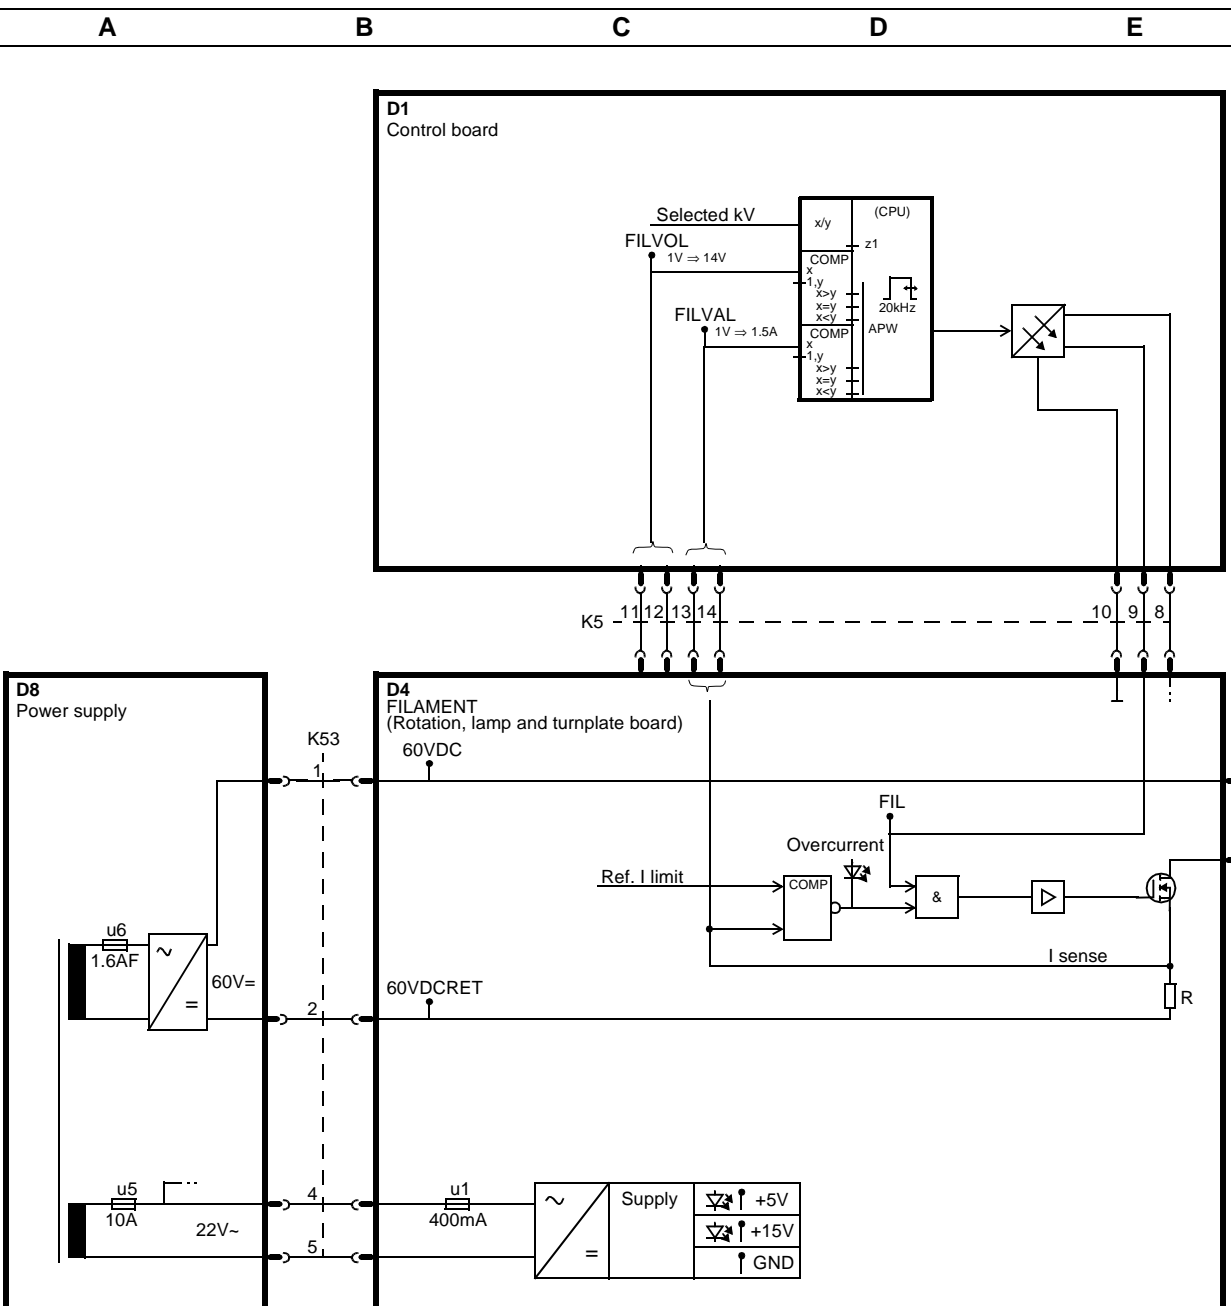 A B C D E
D1
Control board
Selected kV
x/y
(CPU)
FILVOL
z1
1V ⇒ 14V
COMP
x
1,y
x>y
x=y
x<y
20kHz
FILVAL
1V ⇒ 1.5A
COMP
APW
x
1,y
x>y
x=y
x<y
K5
11 12 13 14
10 9 8
D8
Power supply
D4
FILAMENT
(Rotation, lamp and turnplate board)
K53
60VDC
1
FIL
Overcurrent
Ref. I limit
COMP
&
u6
1.6AF
~
=
60V=
I sense
60VDCRET
2
R
u5
10A
22V~
4
5
u1
400mA
~
=
Supply
+5V
+15V
GND